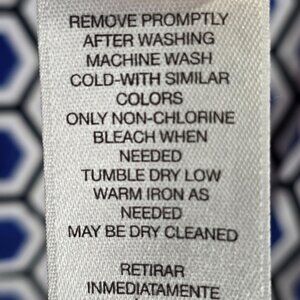 REMOVE PROMPTLY
AFTER WASHING
MACHINE WASH
COLD-WITH SIMILAR
COLORS
ONLY NON-CHLORINE
BLEACH WHEN
NEEDED
TUMBLE DRY LOW
WARM IRON AS
NEEDED
MAY BE DRY CLEANED
RETIRAR
INMEDIATAMENTE